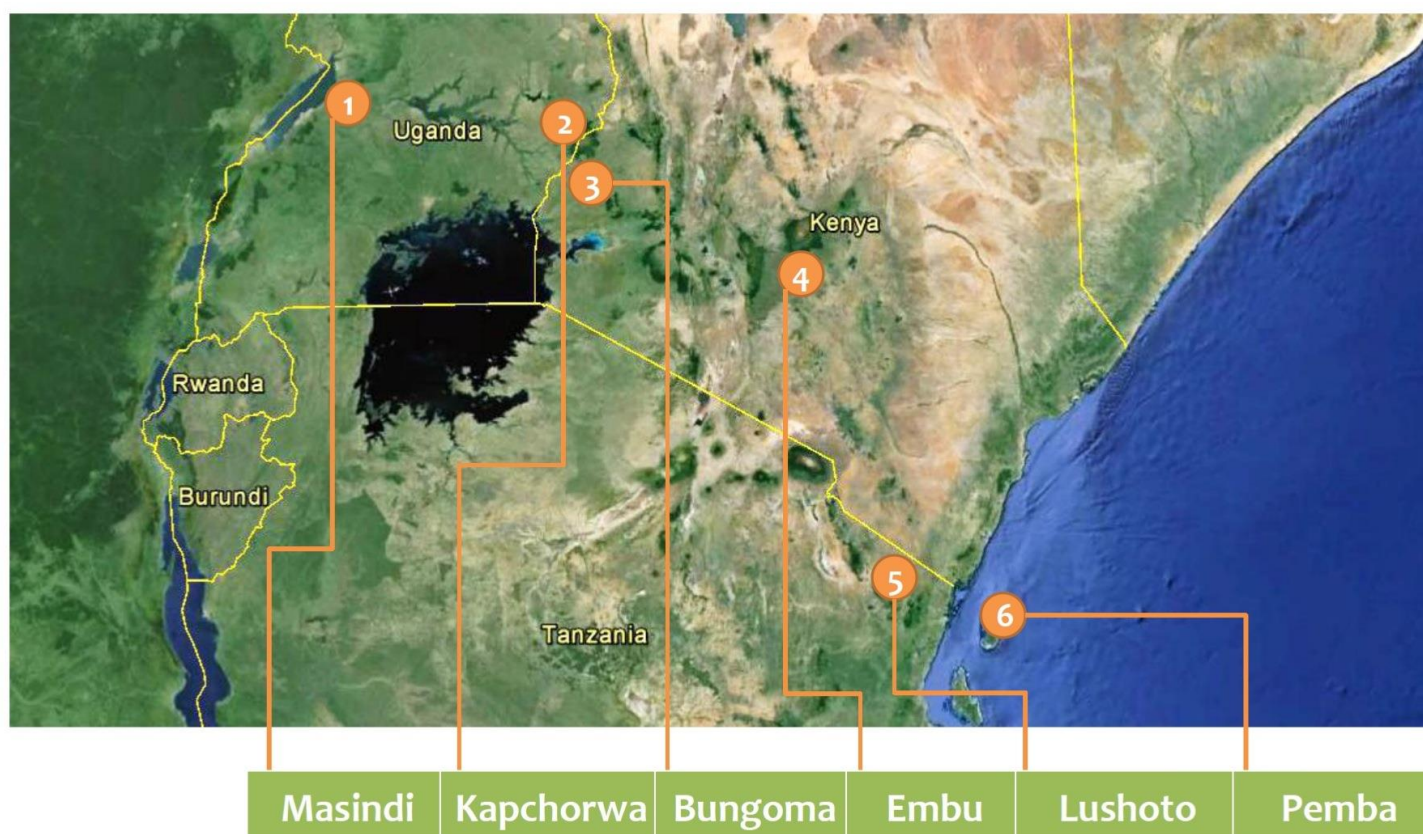 1
Uganda
2
3
Kenya
4
Rwanda
Burundi
5
6
Tanzania
Masindi Kapchorwa Bungoma Embu Lushoto Pemba